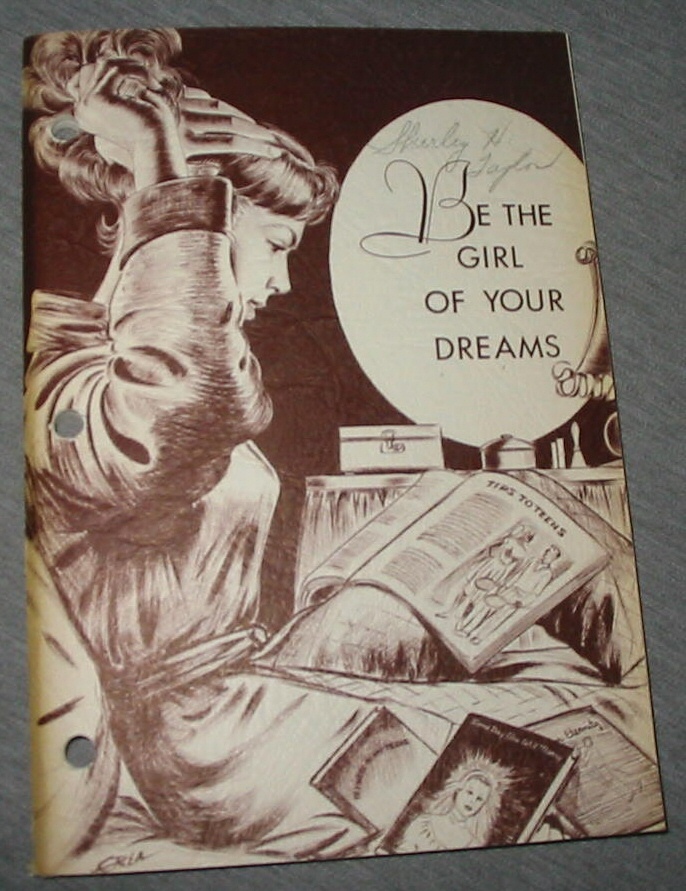 Shirley H.
Taylor
BE THE
GIRL
OF YOUR
DREAMS
TIPS TO TEENS